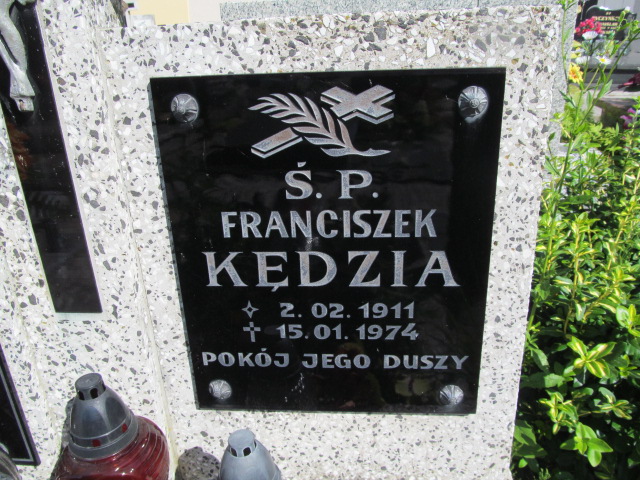 Ś. P.
FRANCISZEK
KĘDZIA
2. 02. 1911
15. 01. 1974
POKÓJ JEGO DUSZY